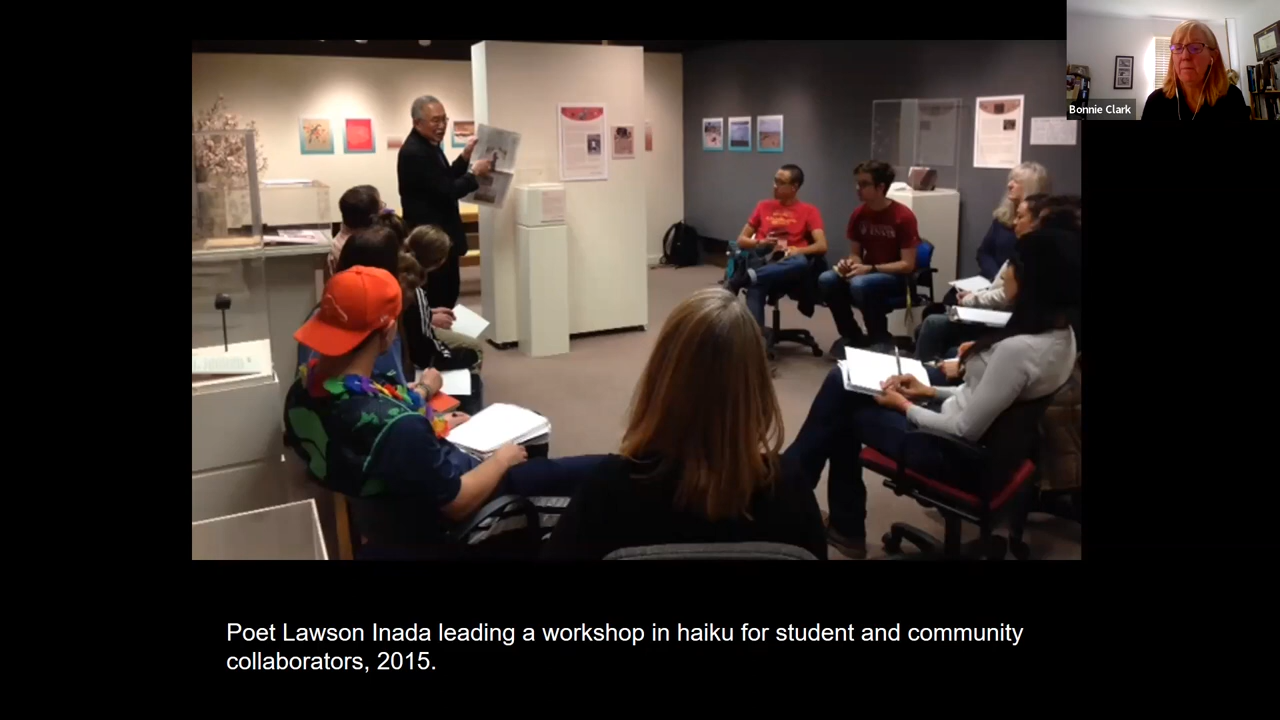 Bonnie Clark
Poet Lawson Inada leading a workshop in haiku for student and community
collaborators, 2015.